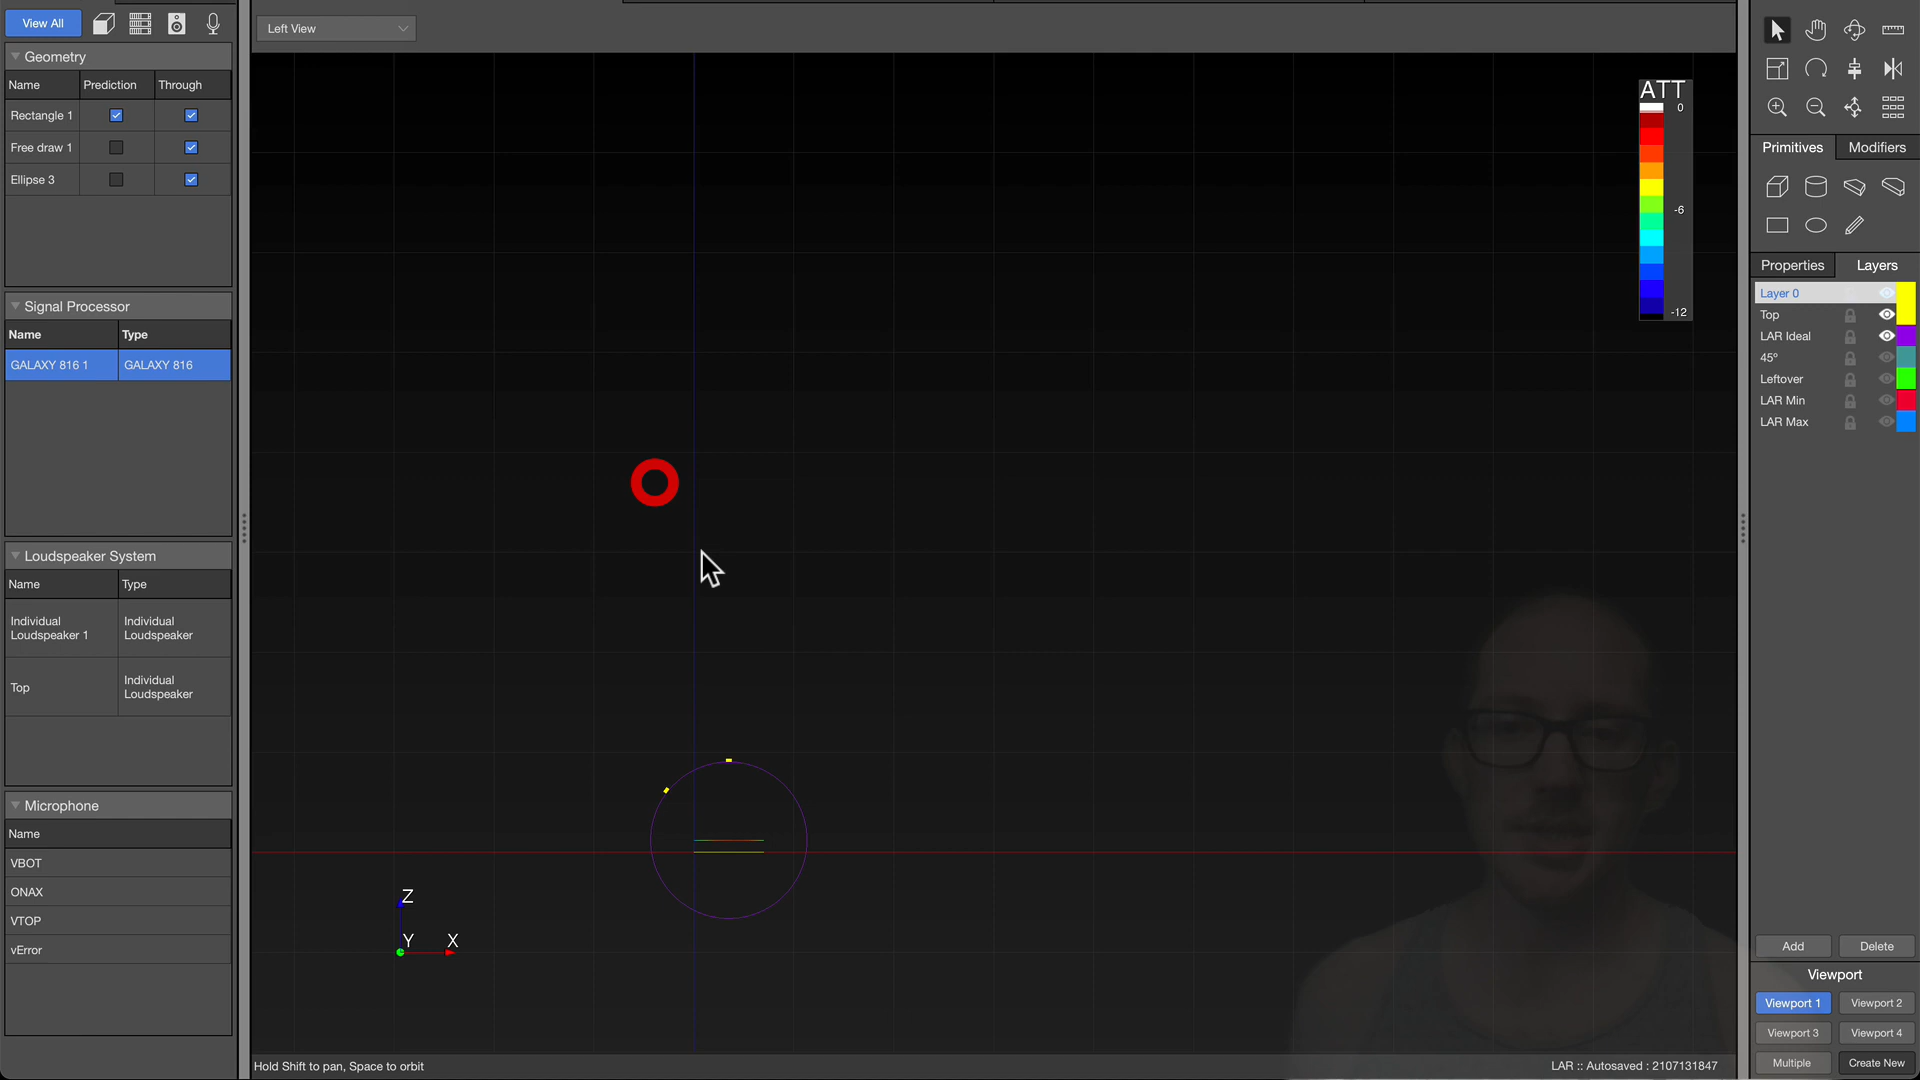 View All
Left View
Geometry
Name Prediction Through
Rectangle 1
Free draw 1
Ellipse 3
Signal Processor
Name Type
GALAXY 816 1 GALAXY 816
Loudspeaker System
Name Type
Individual Loudspeaker 1 Individual Loudspeaker
Top Individual Loudspeaker
Microphone
Name
VBOT
ONAX
VTOP
vError
ATT
0
-6
-12
Z
Y X
Hold Shift to pan, Space to orbit
LAR :: Autosaved : 2107131847
Primitives Modifiers
Properties Layers
Layer 0
Top
LAR Ideal
45º
Leftover
LAR Min
LAR Max
Add Delete
Viewport
Viewport 1 Viewport 2
Viewport 3 Viewport 4
Multiple Create New